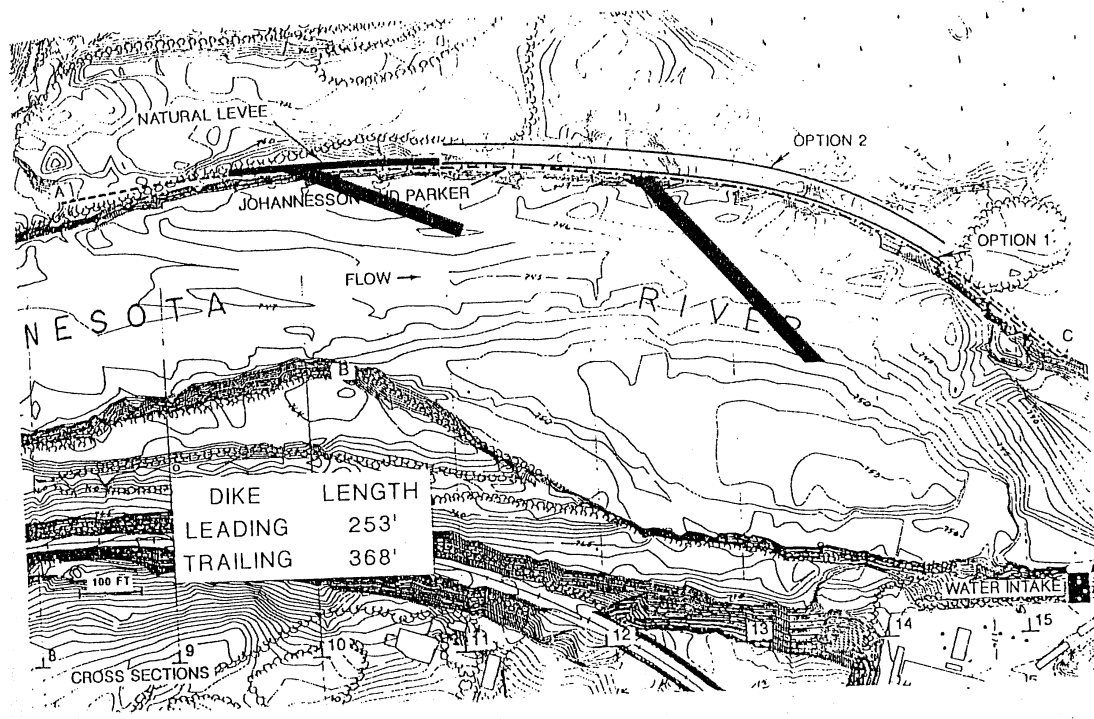 NATURAL LEVEE
OPTION 2
A
JOHANNESSON AND PARKER
OPTION 1
FLOW
NESOTA RIVER
C
B
DIKE LENGTH
LEADING 253'
TRAILING 368'
100 FT
WATER INTAKE
8 9 10 11 12 13 14 15
CROSS SECTIONS